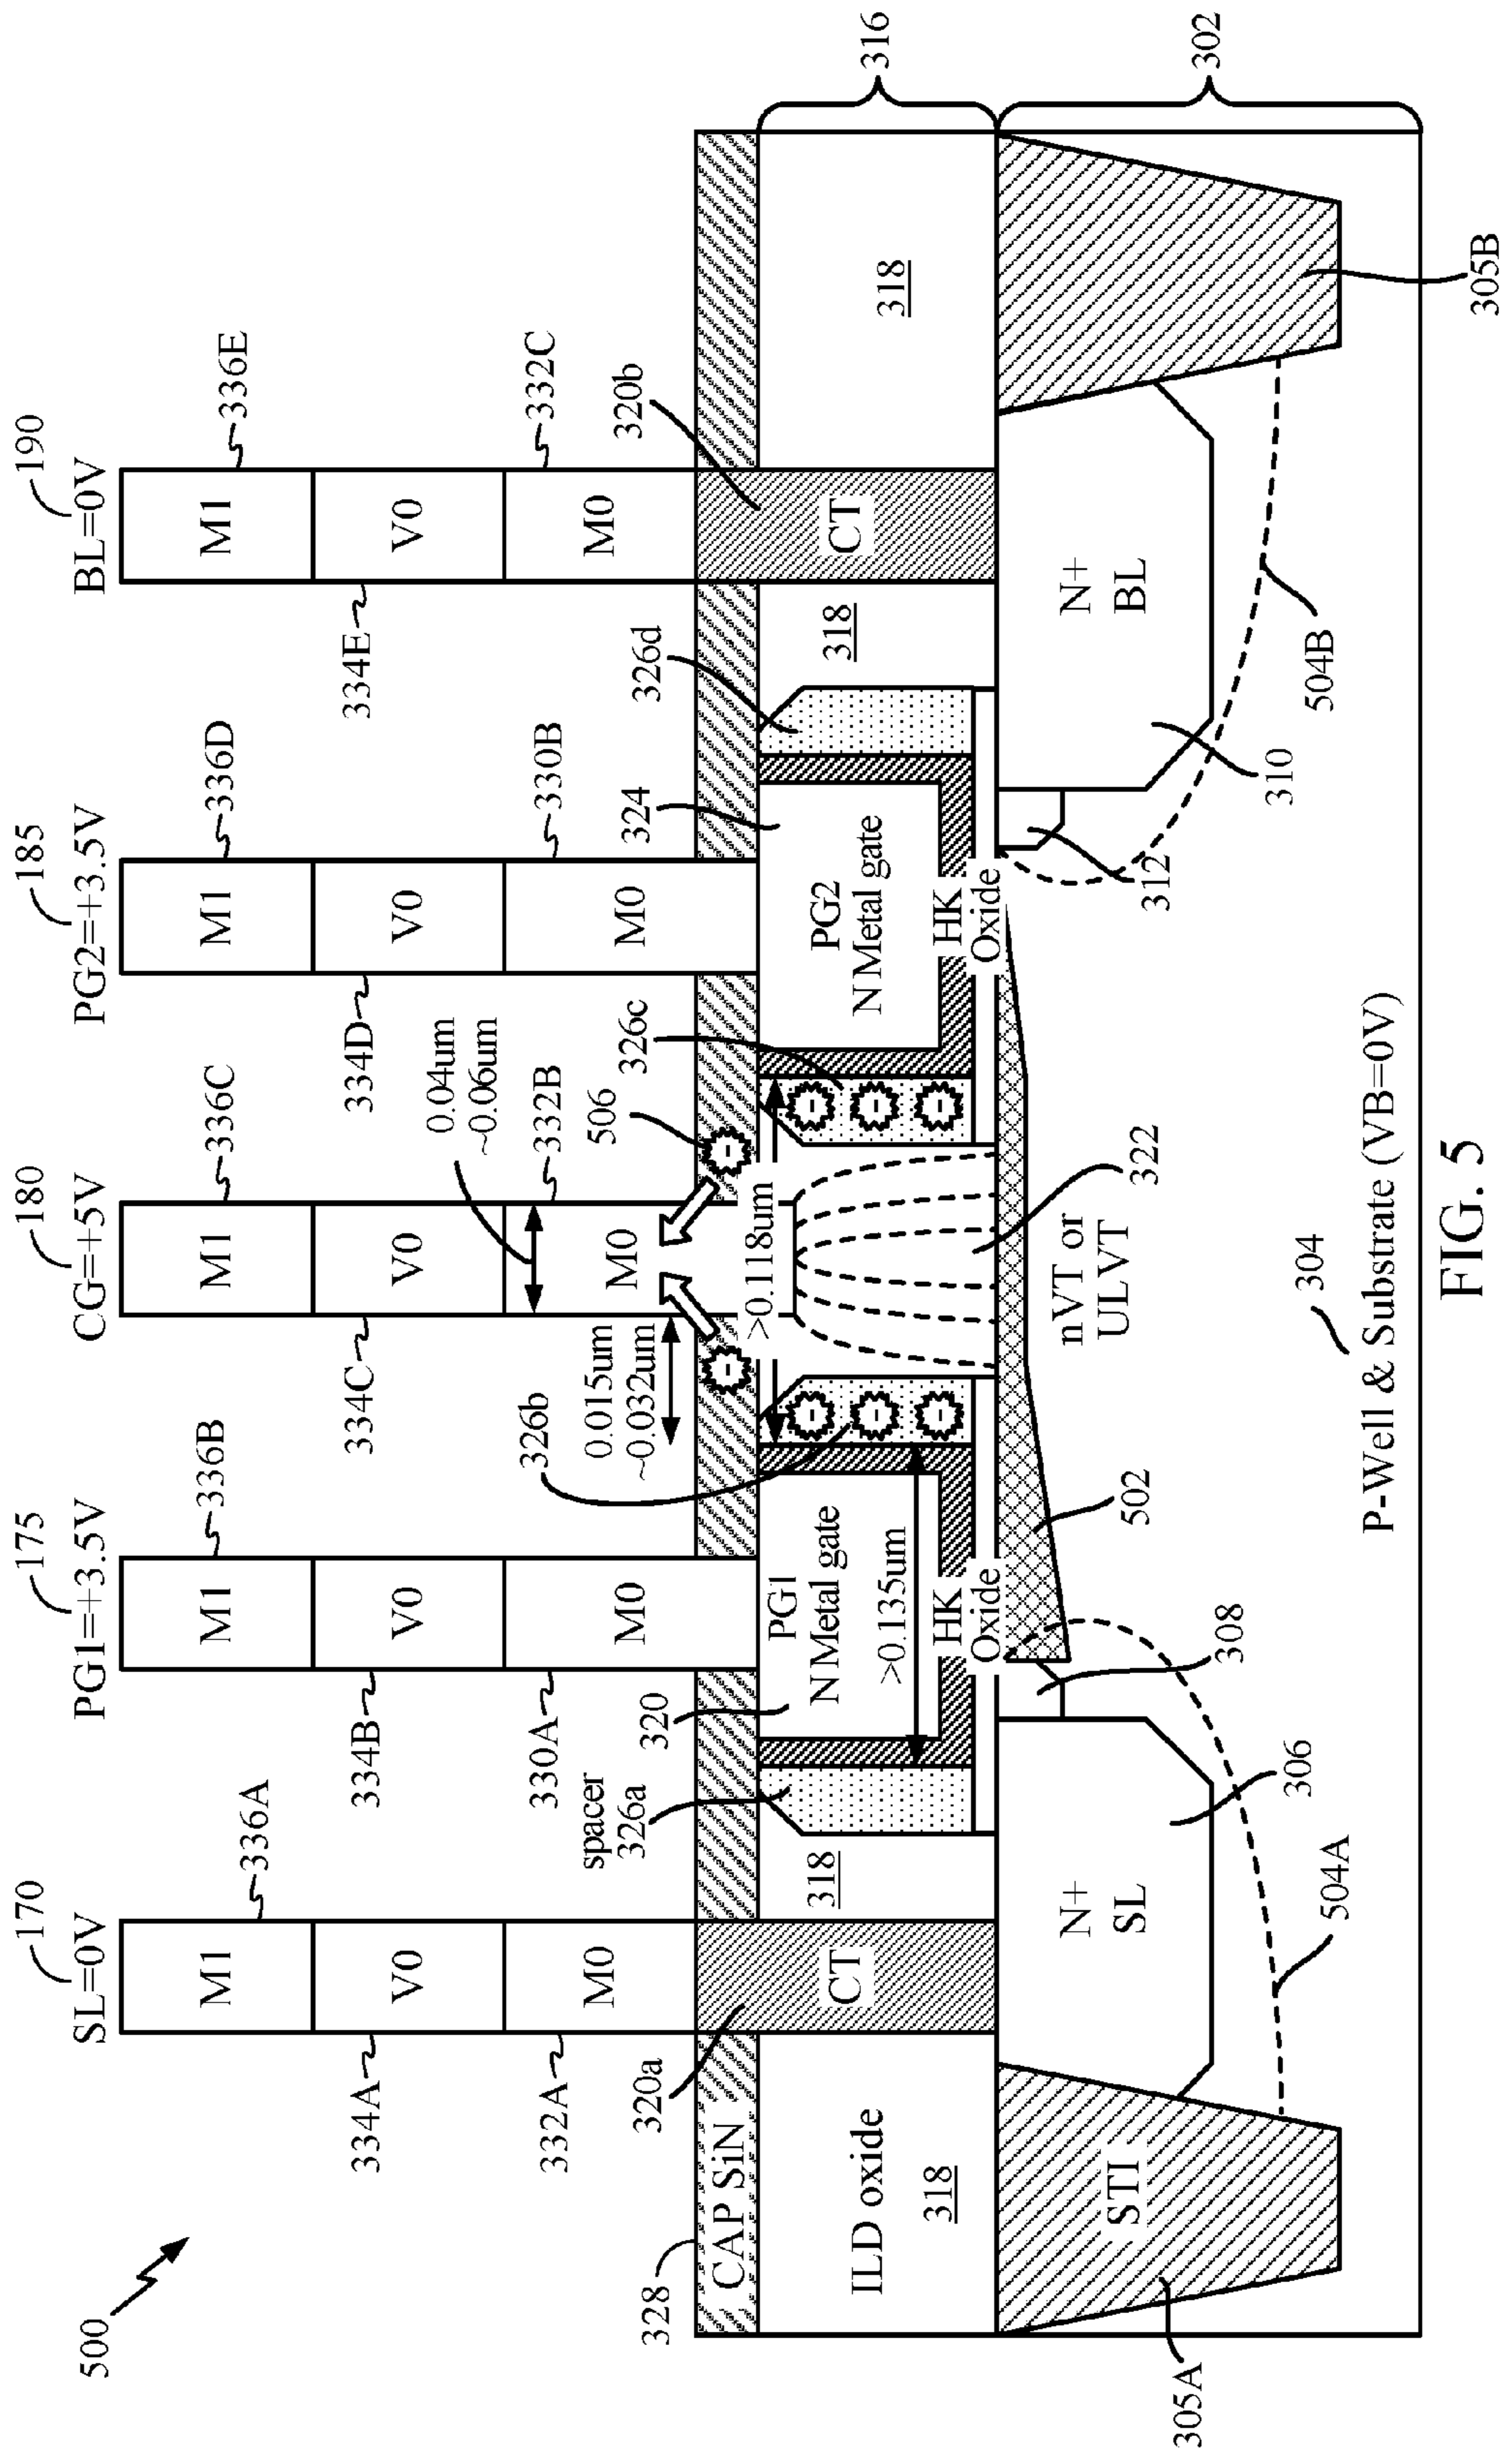 500
170
SL=0V
175
PG1=+3.5V
180
CG=+5V
185
PG2=+3.5V
190
BL=0V
M1
336A
M1
336B
M1
336C
M1
336D
M1
336E
334A
V0
334B
V0
334C
V0
334D
V0
334E
V0
332A
M0
330A
M0
0.04um
~0.06um
332B
M0
330B
M0
332C
M0
328
320a
spacer
326a
320
326b
0.015um
~0.032um
506
326c
324
326d
320b
CAP SiN
>0.118um
ILD oxide
318
CT
318
PG1
N Metal gate
>0.135um
HK
Oxide
PG2
N Metal gate
HK
Oxide
318
CT
318
316
302
305A
STI
N+
SL
306
308
502
504A
nVT or
ULVT
322
312
310
N+
BL
504B
305B
304
P-Well & Substrate (VB=0V)
FIG. 5